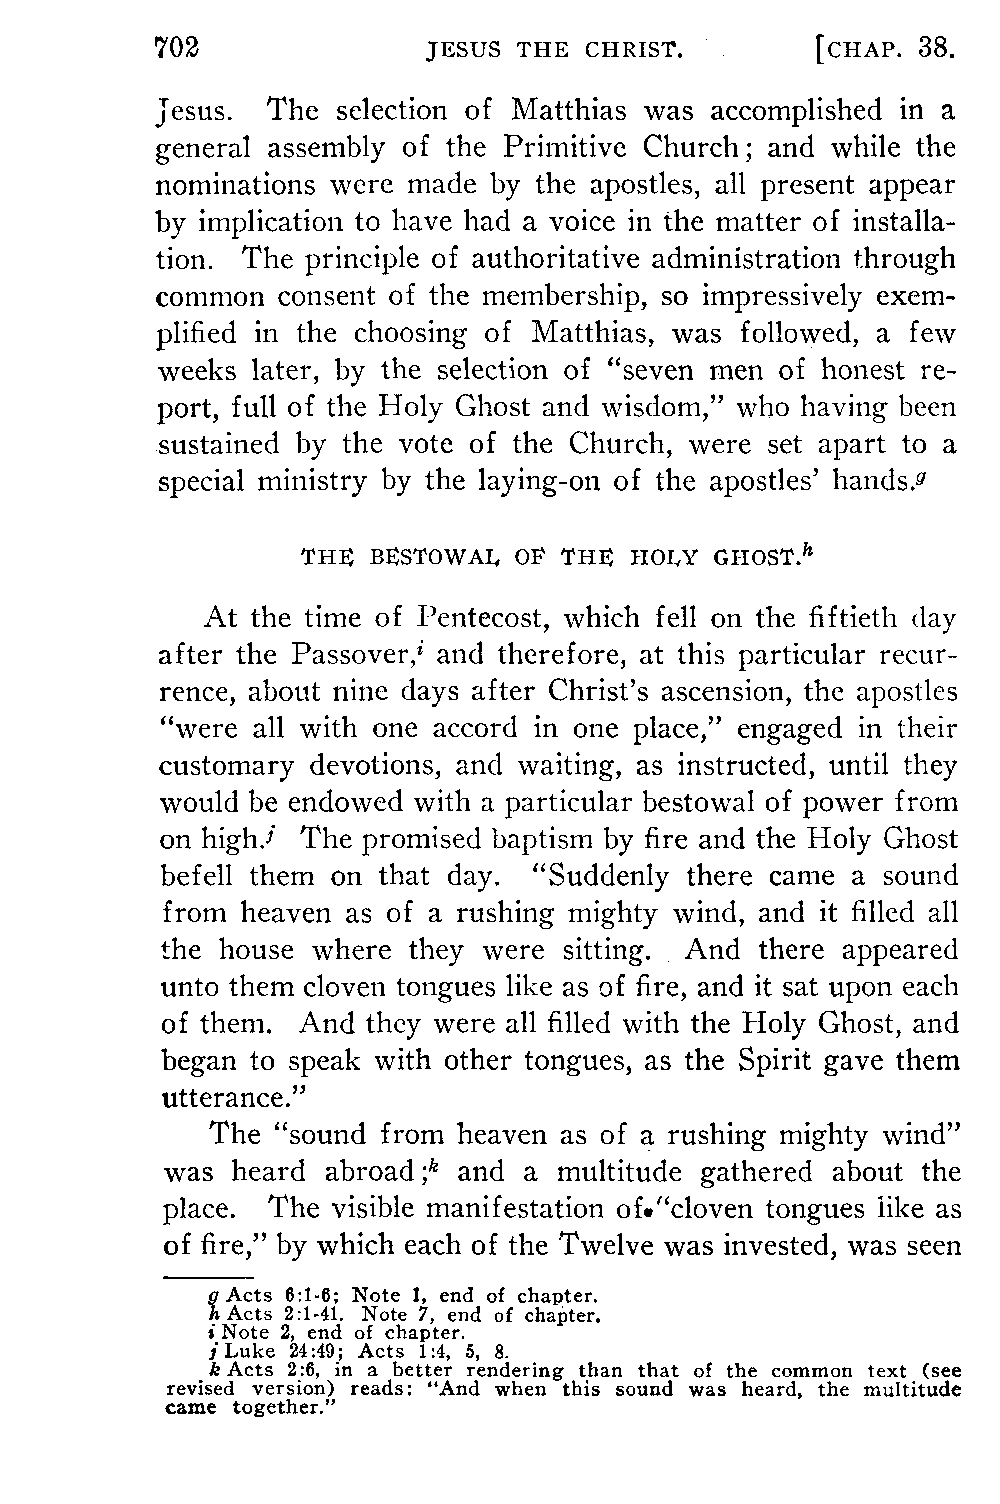 702 JESUS THE CHRIST. [CHAP. 38.
Jesus. The selection of Matthias was accomplished in a
general assembly of the Primitive Church; and while the
nominations were made by the apostles, all present appear
by implication to have had a voice in the matter of installa-
tion. The principle of authoritative administration through
common consent of the membership, so impressively exem-
plified in the choosing of Matthias, was followed, a few
weeks later, by the selection of “seven men of honest re-
port, full of the Holy Ghost and wisdom,” who having been
sustained by the vote of the Church, were set apart to a
special ministry by the laying-on of the apostles’ hands.g
THE BESTOWAL OF THE HOLY GHOST.h
At the time of Pentecost, which fell on the fiftieth day
after the Passover,i and therefore, at this particular recur-
rence, about nine days after Christ’s ascension, the apostles
“were all with one accord in one place,” engaged in their
customary devotions, and waiting, as instructed, until they
would be endowed with a particular bestowal of power from
on high.j The promised baptism by fire and the Holy Ghost
befell them on that day. “Suddenly there came a sound
from heaven as of a rushing mighty wind, and it filled all
the house where they were sitting. And there appeared
unto them cloven tongues like as of fire, and it sat upon each
of them. And they were all filled with the Holy Ghost, and
began to speak with other tongues, as the Spirit gave them
utterance.”
The “sound from heaven as of a rushing mighty wind”
was heard abroad;k and a multitude gathered about the
place. The visible manifestation of “cloven tongues like as
of fire,” by which each of the Twelve was invested, was seen
g Acts 6:1-6; Note 1, end of chapter.
h Acts 2:1-41. Note 7, end of chapter.
i Note 2, end of chapter.
j Luke 24:49; Acts 1:4, 5, 8.
k Acts 2:6, in a better rendering than that of the common text (see
revised version) reads: “And when this sound was heard, the multitude
came together.”